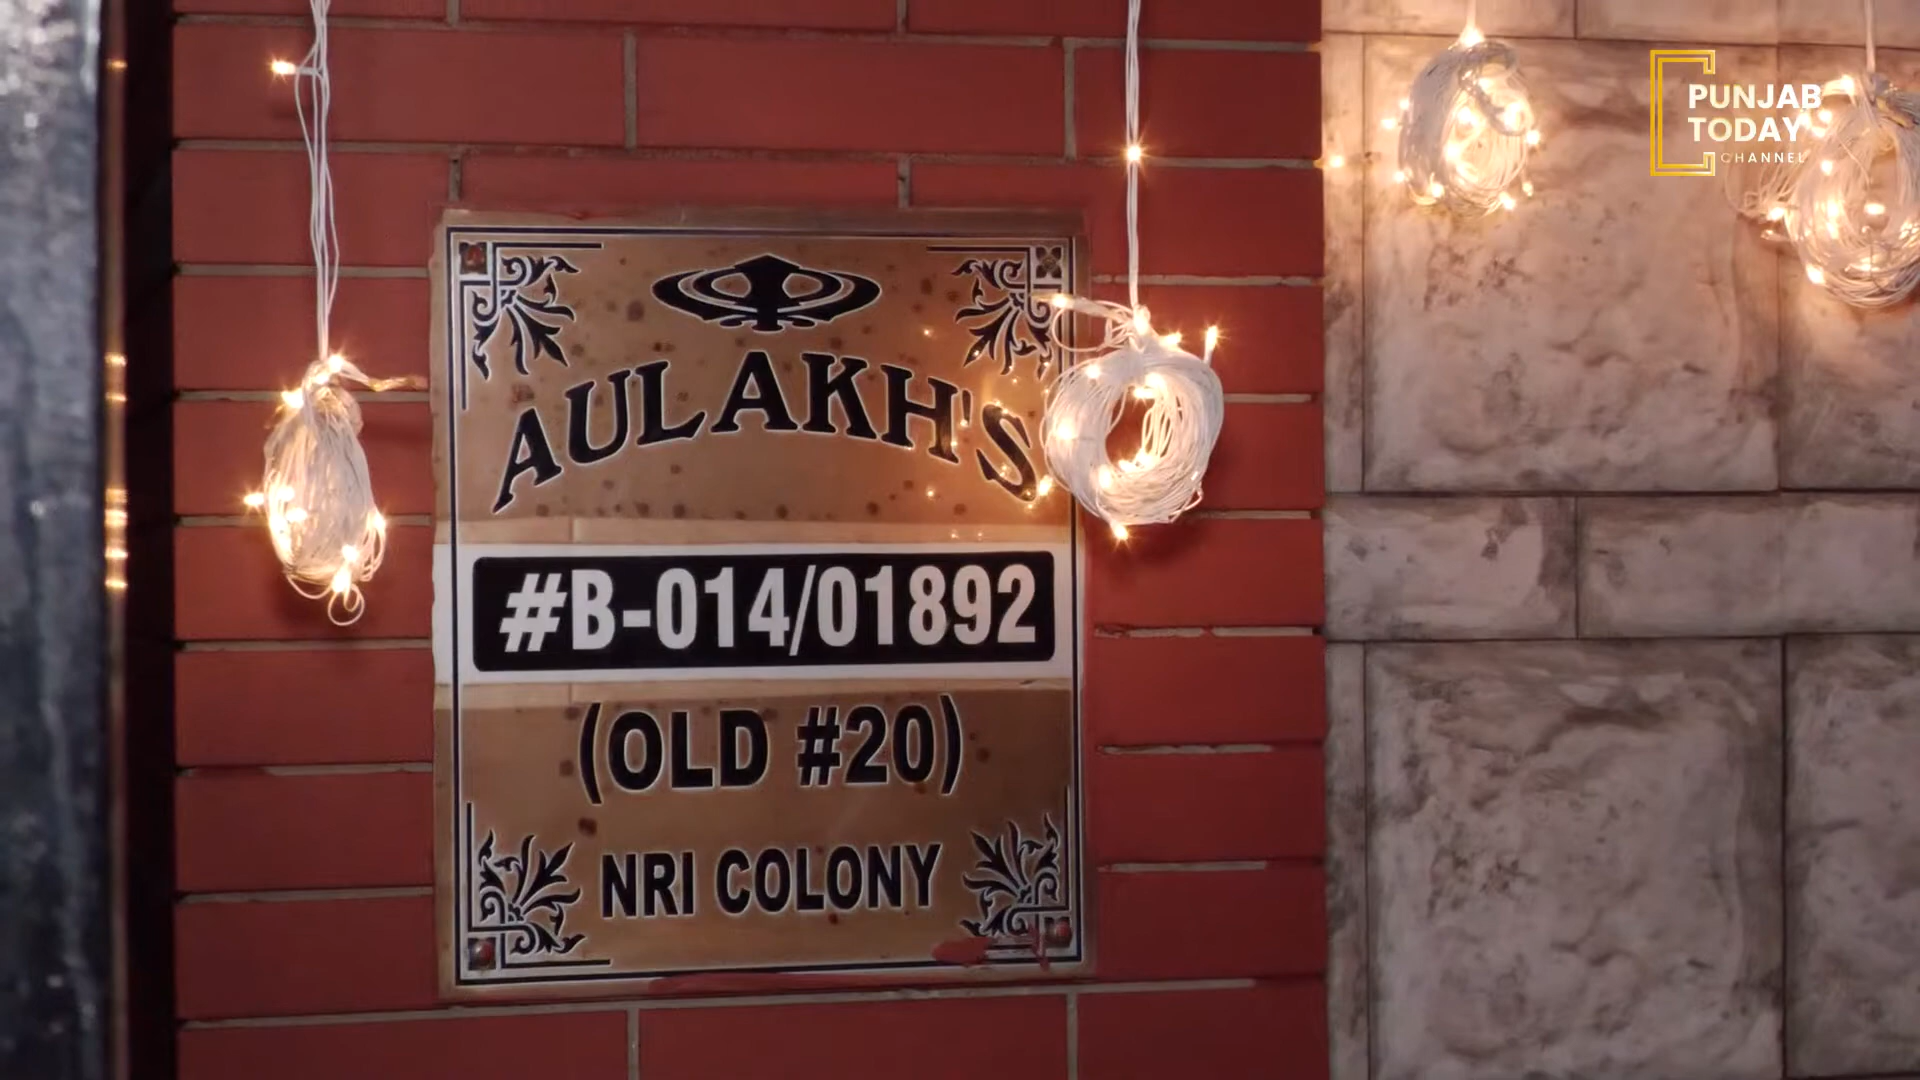 AULAKH'S
#B-014/01892
(OLD #20)
NRI COLONY
PUNJAB
TODAY
CHANNEL